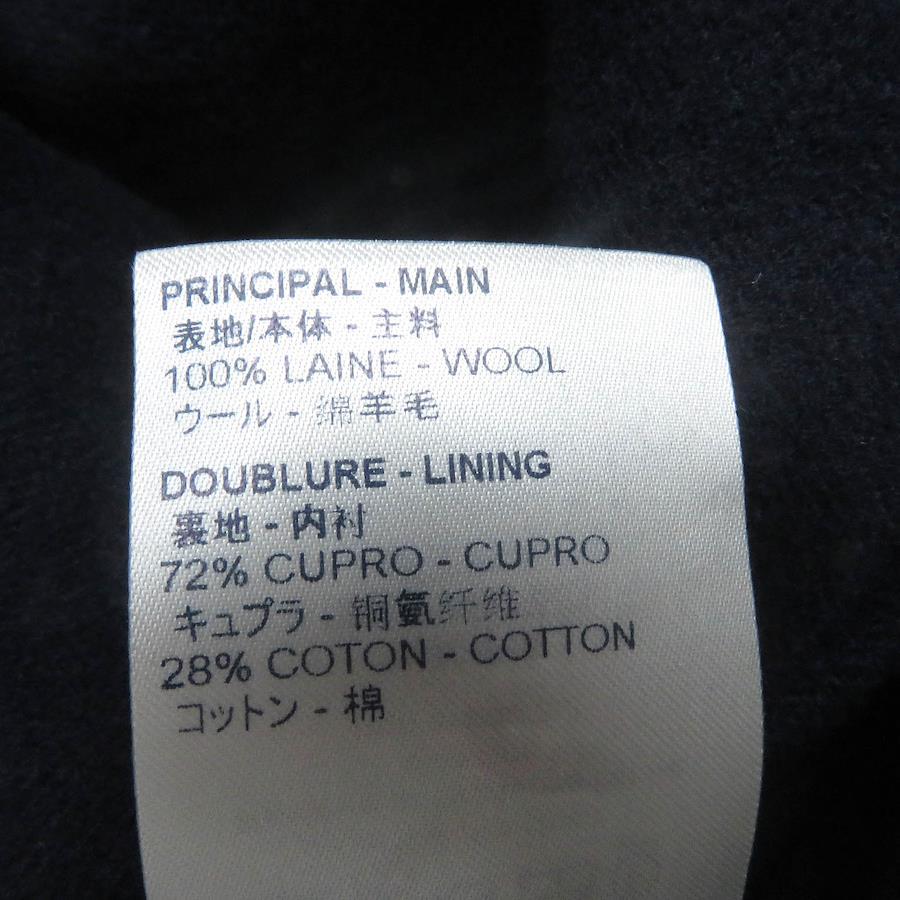 PRINCIPAL - MAIN
表地/本体 - 主料
100% LAINE - WOOL
ウール - 绵羊毛
DOUBLURE - LINING
裏地 - 内衬
72% CUPRO - CUPRO
キュプラ - 铜氨纤维
28% COTON - COTTON
コットン - 棉